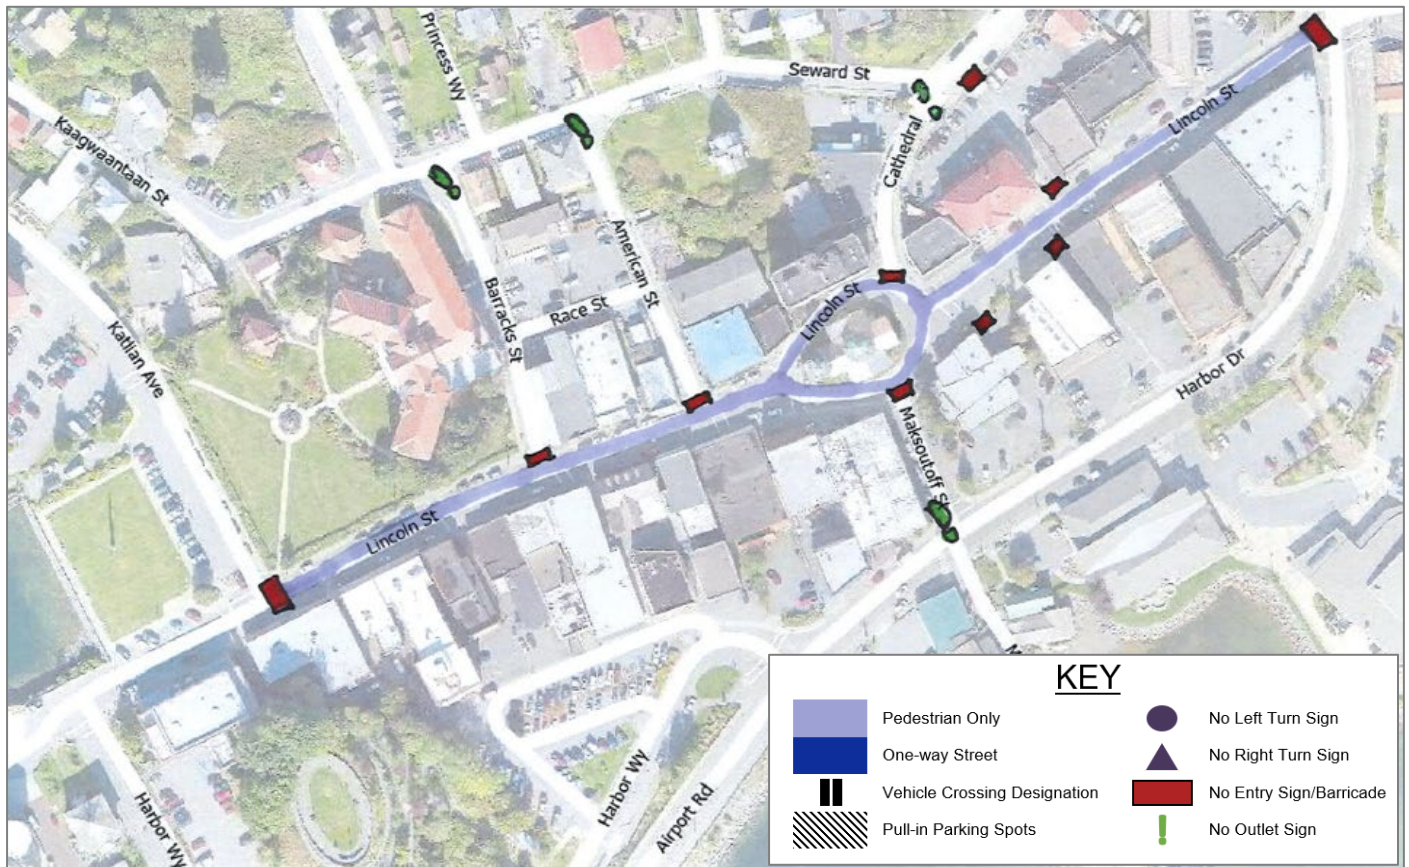 Princess Wy
Seward St
Lincoln St
Kaagwaantaan St
Cathedral
American St
Barracks St
Race St
Lincoln St
Katlian Ave
Harbor Dr
Maksoutoff St
Lincoln St
M
Harbor Wy
Harbor Wy
Airport Rd
KEY
Pedestrian Only
No Left Turn Sign
One-way Street
No Right Turn Sign
Vehicle Crossing Designation
No Entry Sign/Barricade
Pull-in Parking Spots
No Outlet Sign